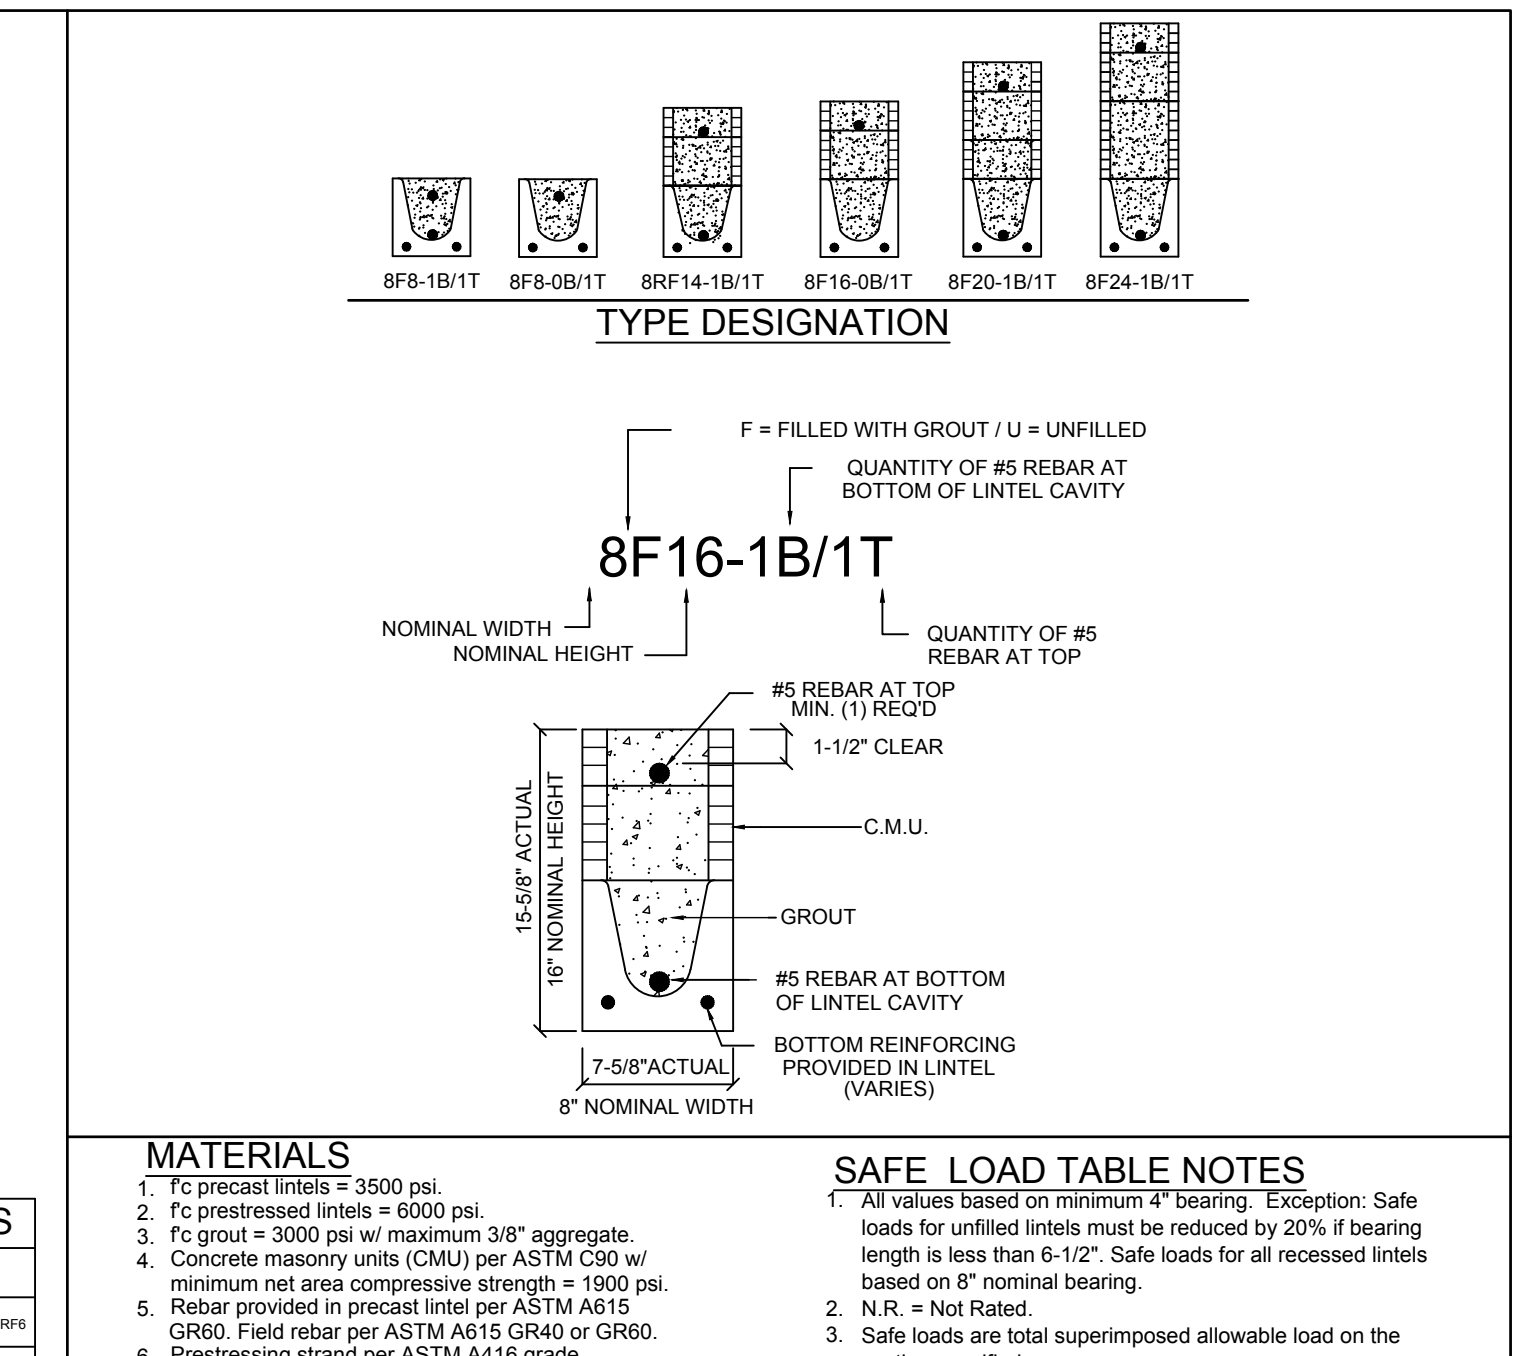 8F8-1B/1T
8F8-0B/1T
8RF14-1B/1T
8F16-0B/1T
8F20-1B/1T
8F24-1B/1T
TYPE DESIGNATION
F = FILLED WITH GROUT / U = UNFILLED
QUANTITY OF #5 REBAR AT
BOTTOM OF LINTEL CAVITY
8F16-1B/1T
NOMINAL WIDTH
NOMINAL HEIGHT
QUANTITY OF #5
REBAR AT TOP
#5 REBAR AT TOP
MIN. (1) REQ'D
1-1/2" CLEAR
15-5/8" ACTUAL
16" NOMINAL HEIGHT
C.M.U.
GROUT
#5 REBAR AT BOTTOM
OF LINTEL CAVITY
BOTTOM REINFORCING
PROVIDED IN LINTEL
(VARIES)
7-5/8"ACTUAL
8" NOMINAL WIDTH
MATERIALS
1. f'c precast lintels = 3500 psi.
2. f'c prestressed lintels = 6000 psi.
3. f'c grout = 3000 psi w/ maximum 3/8" aggregate.
4. Concrete masonry units (CMU) per ASTM C90 w/
minimum net area compressive strength = 1900 psi.
5. Rebar provided in precast lintel per ASTM A615
GR60. Field rebar per ASTM A615 GR40 or GR60.
6. Prestressing strand per ASTM A416 grade
SAFE LOAD TABLE NOTES
1. All values based on minimum 4" bearing. Exception: Safe
loads for unfilled lintels must be reduced by 20% if bearing
length is less than 6-1/2". Safe loads for all recessed lintels
based on 8" nominal bearing.
2. N.R. = Not Rated.
3. Safe loads are total superimposed allowable load on the
S
RF6